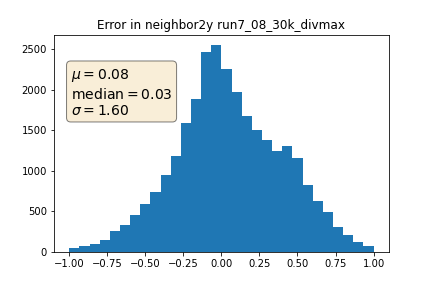 Error in neighbor2y run7_08_30k_divmax
2500
2000
1500
1000
500
0
μ = 0.08
median = 0.03
σ = 1.60
−1.00 −0.75 −0.50 −0.25 0.00 0.25 0.50 0.75 1.00